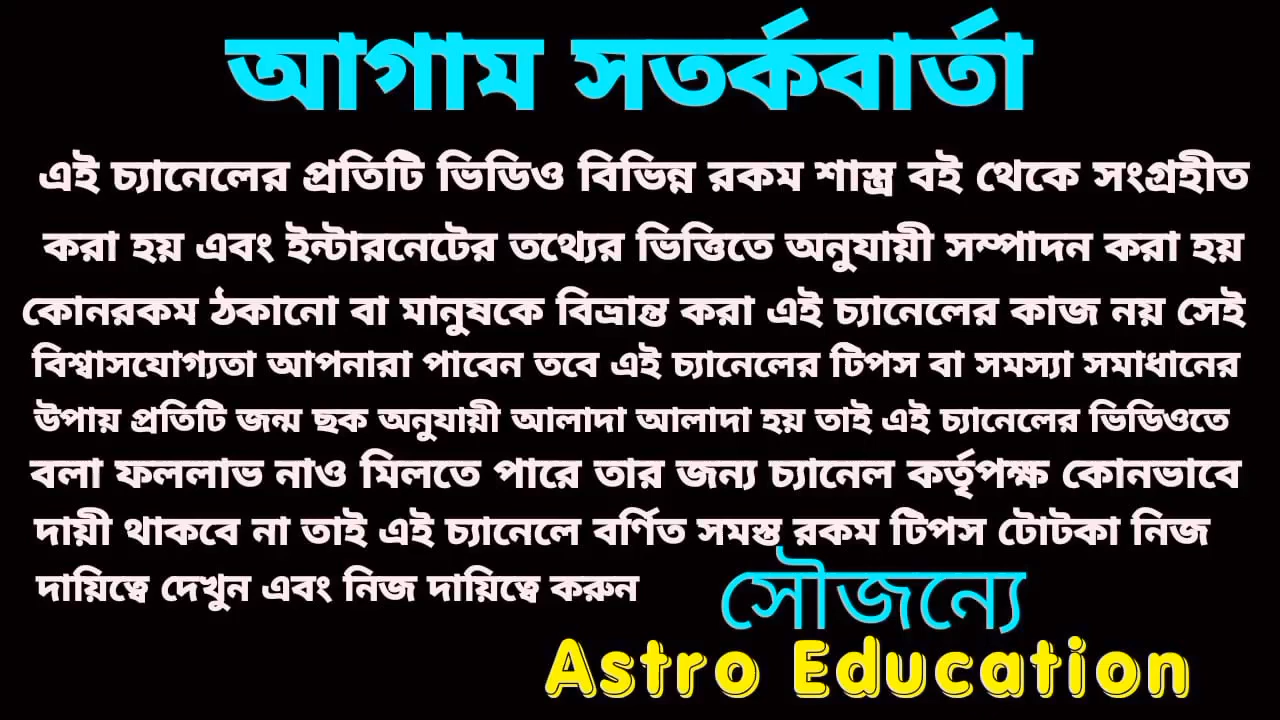 আগাম সতর্কবার্তা
এই চ্যানেলের প্রতিটি ভিডিও বিভিন্ন রকম শাস্ত্র বই থেকে সংগ্রহীত
করা হয় এবং ইন্টারনেটের তথ্যের ভিত্তিতে অনুযায়ী সম্পাদন করা হয়
কোনরকম ঠকানো বা মানুষকে বিভ্রান্ত করা এই চ্যানেলের কাজ নয় সেই
বিশ্বাসযোগ্যতা আপনারা পাবেন তবে এই চ্যানেলের টিপস বা সমস্যা সমাধানের
উপায় প্রতিটি জন্ম ছক অনুযায়ী আলাদা আলাদা হয় তাই এই চ্যানেলের ভিডিওতে
বলা ফললাভ নাও মিলতে পারে তার জন্য চ্যানেল কর্তৃপক্ষ কোনভাবে
দায়ী থাকবে না তাই এই চ্যানেলে বর্ণিত সমস্ত রকম টিপস টোটকা নিজ
দায়িত্বে দেখুন এবং নিজ দায়িত্বে করুন
সৌজন্যে
Astro Education